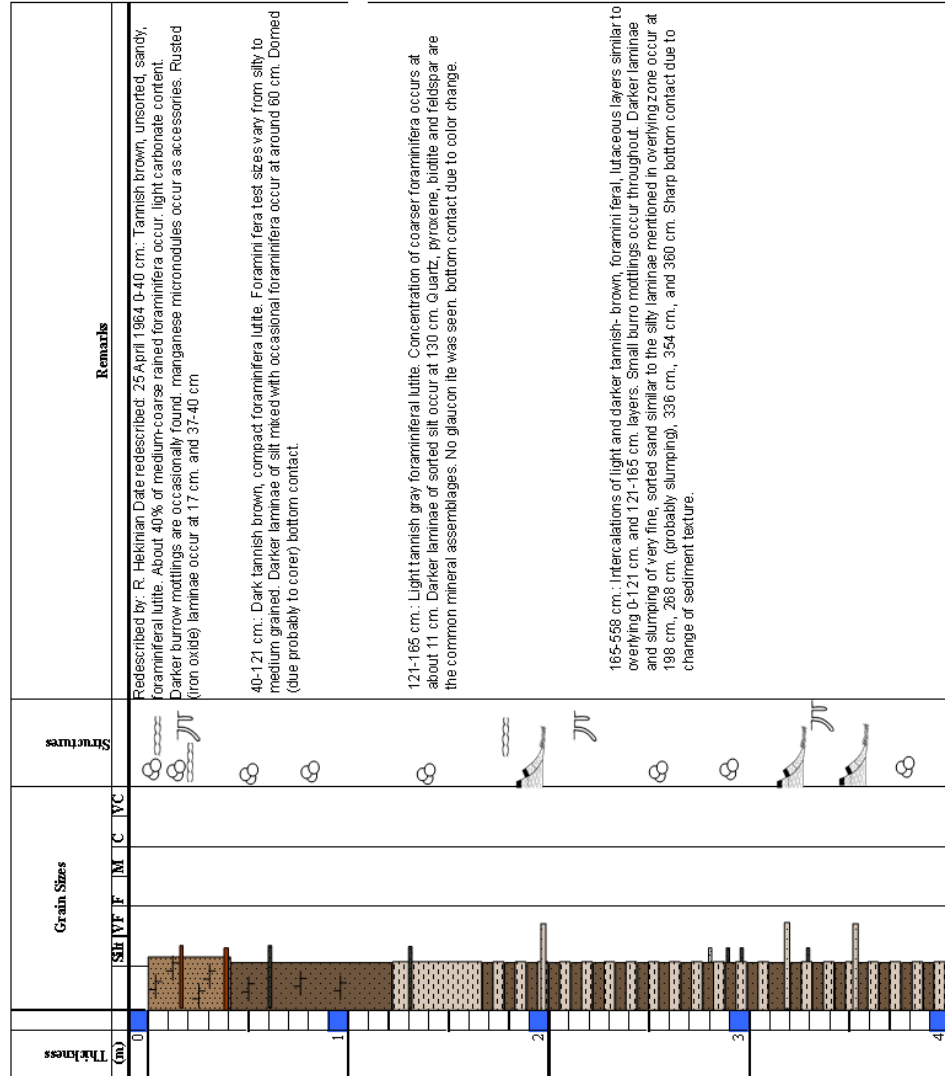 Thickness
(m)
Grain Sizes
Silt VF F M C VC
Structures
Remarks
0
1
2
3
4
Redescribed by: R. Hekinian Date redescribed: 25 April 1964 0-40 cm.: Tannish brown, unsorted, sandy,
foraminiferal lutite. About 40% of medium-coarse rained foraminifera occur. light carbonate content.
Darker burrow mottlings are occasionally found. manganese micronodules occur as accessories. Rusted
(iron oxide) laminae occur at 17 cm. and 37-40 cm
40-121 cm.: Dark tannish brown, compact foraminifera lutite. Foramini fera test sizes vary from silty to
medium grained. Darker laminae of silt mixed with occasional foraminifera occur at around 60 cm. Domed
(due probably to corer) bottom contact.
121-165 cm.: Light tannish gray foraminiferal lutite. Concentration of coarser foraminifera occurs at
about 11 cm. Darker laminae of sorted silt occur at 130 cm. Quartz, pyroxene, biotite and feldspar are
the common mineral assemblages. No glaucon ite was seen. bottom contact due to color change.
165-558 cm.: Intercalations of light and darker tannish- brown, foramini feral, lutaceous layers similar to
overlying 0-121 cm. and 121-165 cm. layers. Small burro mottlings occur throughout. Darker laminae
and slumping of very fine, sorted sand similar to the silty laminae mentioned in overlying zone occur at
198 cm., 268 cm. (probably slumping), 336 cm., 354 cm., and 360 cm. Sharp bottom contact due to
change of sediment texture.